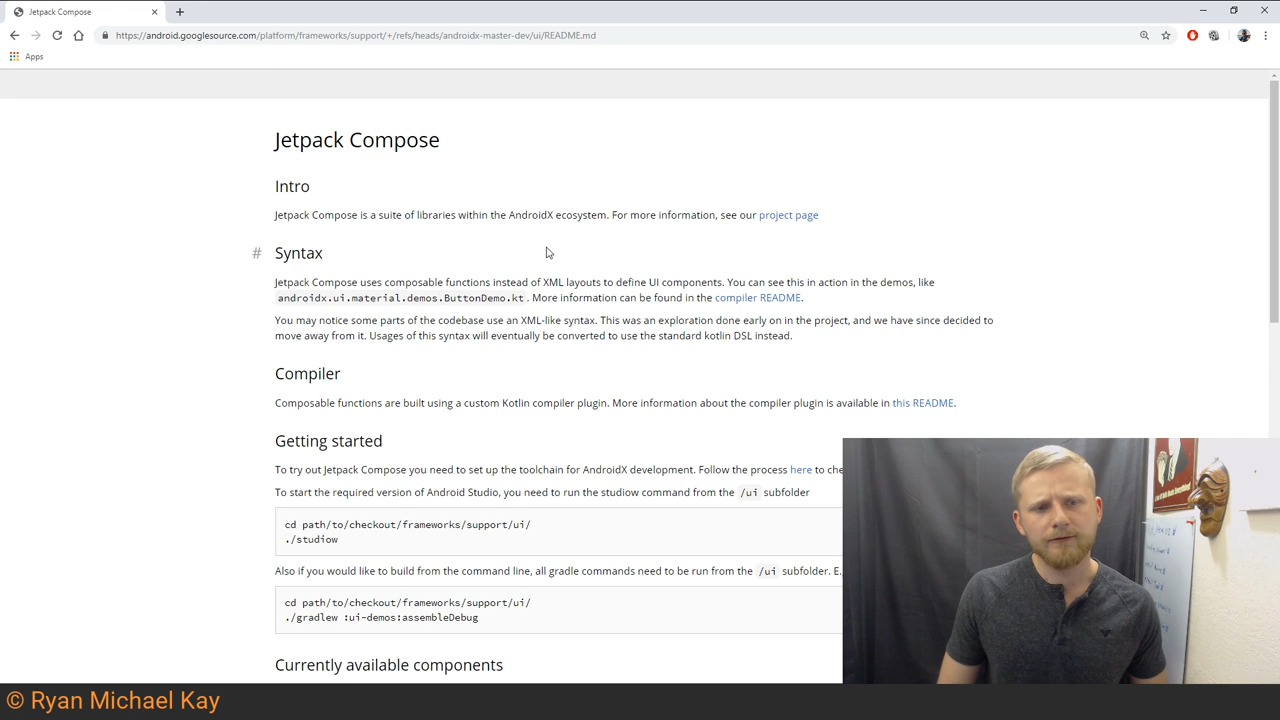 Jetpack Compose
https://android.googlesource.com/platform/frameworks/support/+/refs/heads/androidx-master-dev/ui/README.md
Apps
Jetpack Compose
Intro
Jetpack Compose is a suite of libraries within the AndroidX ecosystem. For more information, see our project page
# Syntax
Jetpack Compose uses composable functions instead of XML layouts to define UI components. You can see this in action in the demos, like
androidx.ui.material.demos.ButtonDemo.kt. More information can be found in the compiler README.
You may notice some parts of the codebase use an XML-like syntax. This was an exploration done early on in the project, and we have since decided to
move away from it. Usages of this syntax will eventually be converted to use the standard kotlin DSL instead.
Compiler
Composable functions are built using a custom Kotlin compiler plugin. More information about the compiler plugin is available in this README.
Getting started
To try out Jetpack Compose you need to set up the toolchain for AndroidX development. Follow the process here to che
To start the required version of Android Studio, you need to run the studiow command from the /ui subfolder
cd path/to/checkout/frameworks/support/ui/
./studiow
Also if you would like to build from the command line, all gradle commands need to be run from the /ui subfolder. E.
cd path/to/checkout/frameworks/support/ui/
./gradlew :ui-demos:assembleDebug
Currently available components
© Ryan Michael Kay